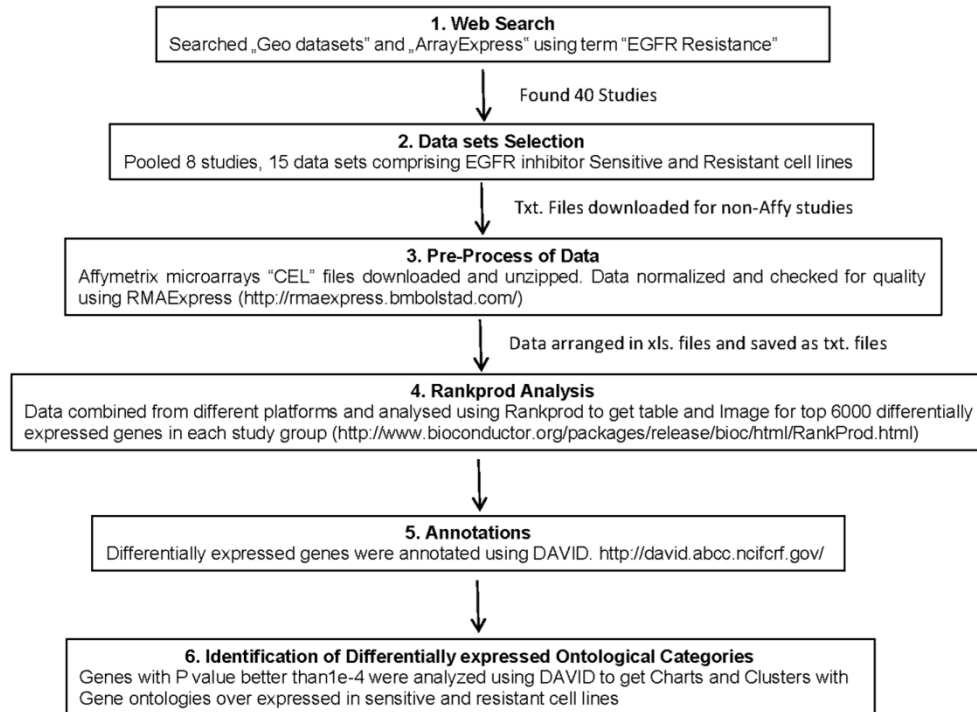 1. Web Search
Searched „Geo datasets" and „ArrayExpress" using term “EGFR Resistance”
Found 40 Studies
2. Data sets Selection
Pooled 8 studies, 15 data sets comprising EGFR inhibitor Sensitive and Resistant cell lines
Txt. Files downloaded for non-Affy studies
3. Pre-Process of Data
Affymetrix microarrays “CEL” files downloaded and unzipped. Data normalized and checked for quality
using RMAExpress (http://rmaexpress.bmbolstad.com/)
Data arranged in xls. files and saved as txt. files
4. Rankprod Analysis
Data combined from different platforms and analysed using Rankprod to get table and Image for top 6000 differentially
expressed genes in each study group (http://www.bioconductor.org/packages/release/bioc/html/RankProd.html)
5. Annotations
Differentially expressed genes were annotated using DAVID. http://david.abcc.ncifcrf.gov/
6. Identification of Differentially expressed Ontological Categories
Genes with P value better than1e-4 were analyzed using DAVID to get Charts and Clusters with
Gene ontologies over expressed in sensitive and resistant cell lines